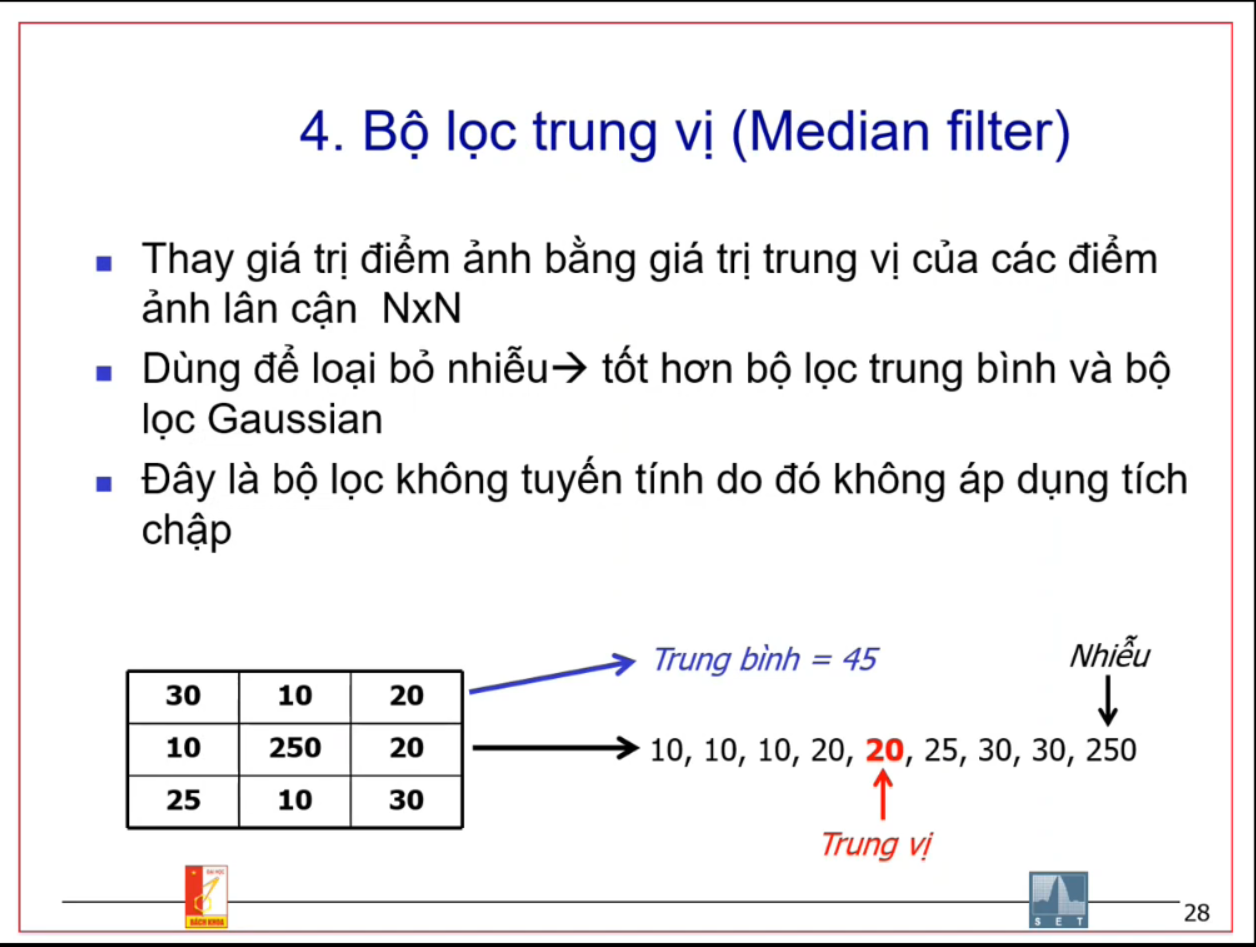 4. Bộ lọc trung vị (Median filter)
Thay giá trị điểm ảnh bằng giá trị trung vị của các điểm
ảnh lân cận NxN
Dùng để loại bỏ nhiễu→ tốt hơn bộ lọc trung bình và bộ
lọc Gaussian
Đây là bộ lọc không tuyến tính do đó không áp dụng tích
chập
Trung bình = 45
Nhiễu
30 10 20
10 250 20
25 10 30
10, 10, 10, 20, 20, 25, 30, 30, 250
Trung vị
ĐẠI HỌC
BÁCH KHOA
S E T
28